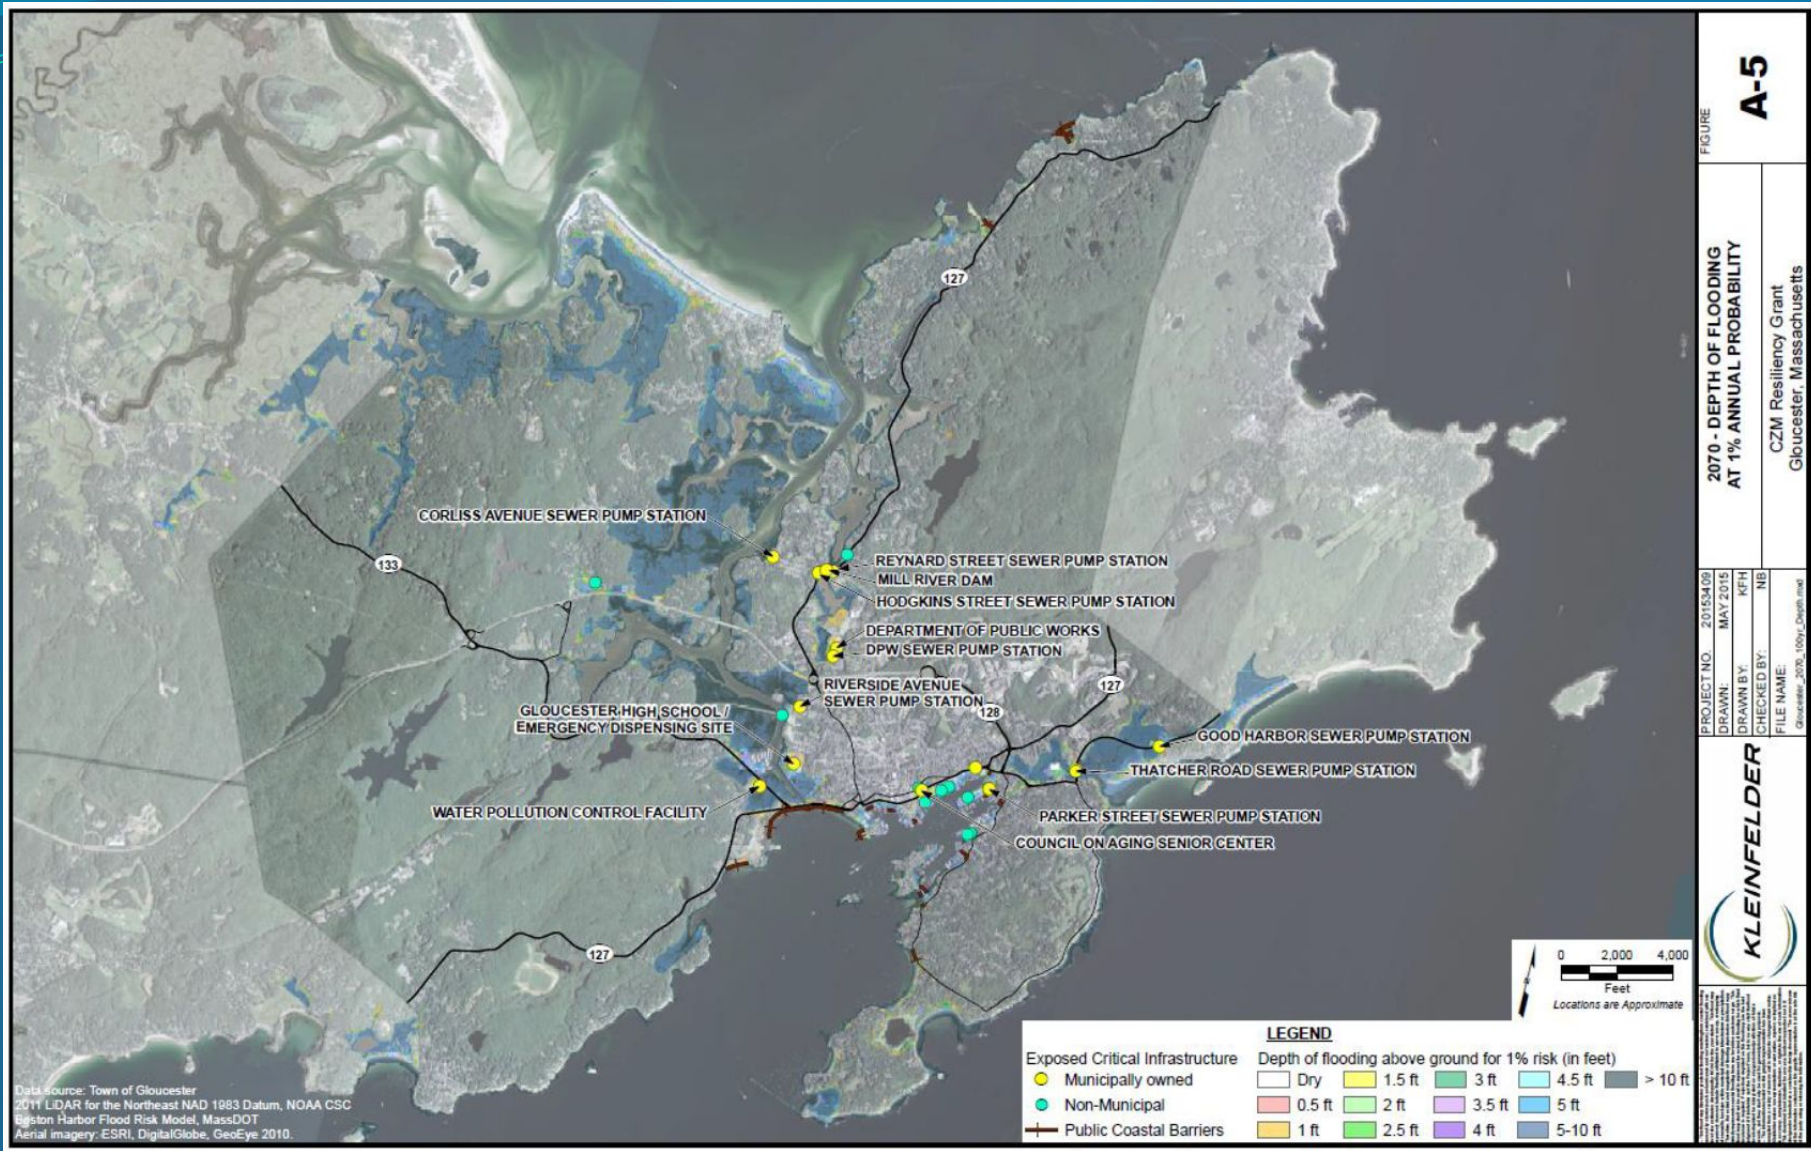 127
CORLISS AVENUE SEWER PUMP STATION
133
REYNARD STREET SEWER PUMP STATION
MILL RIVER DAM
HODGKINS STREET SEWER PUMP STATION
DEPARTMENT OF PUBLIC WORKS
DPW SEWER PUMP STATION
RIVERSIDE AVENUE
SEWER PUMP STATION
127
128
GLOUCESTER HIGH SCHOOL /
EMERGENCY DISPENSING SITE
GOOD HARBOR SEWER PUMP STATION
THATCHER ROAD SEWER PUMP STATION
WATER POLLUTION CONTROL FACILITY
PARKER STREET SEWER PUMP STATION
COUNCIL ON AGING SENIOR CENTER
127
0 2,000 4,000
Feet
Locations are Approximate
LEGEND
Exposed Critical Infrastructure
Municipally owned
Non-Municipal
Public Coastal Barriers
Depth of flooding above ground for 1% risk (in feet)
Dry 1.5 ft 3 ft 4.5 ft > 10 ft
0.5 ft 2 ft 3.5 ft 5 ft
1 ft 2.5 ft 4 ft 5-10 ft
Data source: Town of Gloucester
2011 LiDAR for the Northeast NAD 1983 Datum, NOAA CSC
Boston Harbor Flood Risk Model, MassDOT
Aerial imagery: ESRI, DigitalGlobe, GeoEye 2010.
FIGURE
A-5
2070 - DEPTH OF FLOODING
AT 1% ANNUAL PROBABILITY
CZM Resiliency Grant
Gloucester, Massachusetts
PROJECT NO. 20153409
DRAWN: MAY 2015
DRAWN BY: KFH
CHECKED BY: NB
FILE NAME:
Gloucester_2070_100yr_Depth.mxd
KLEINFELDER